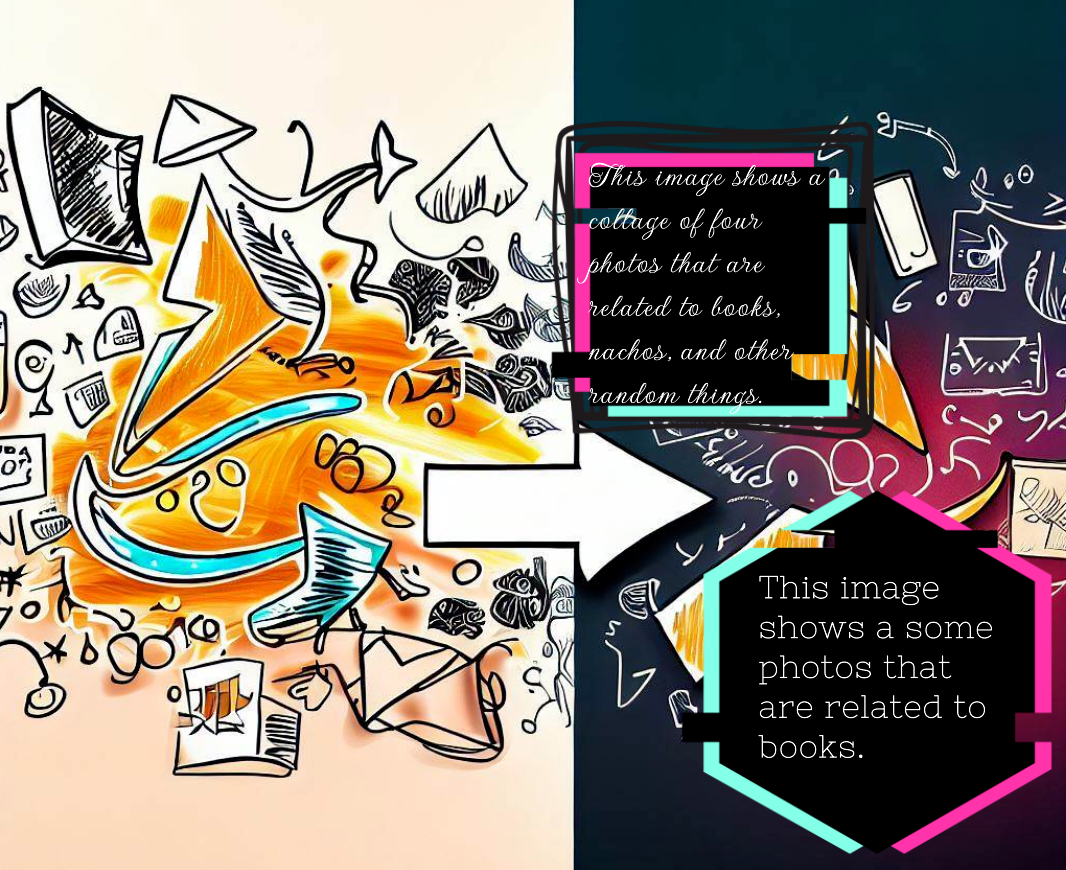 This image shows a
collage of four
photos that are
related to books,
nachos, and other
random things.
This image
shows a some
photos that
are related to
books.